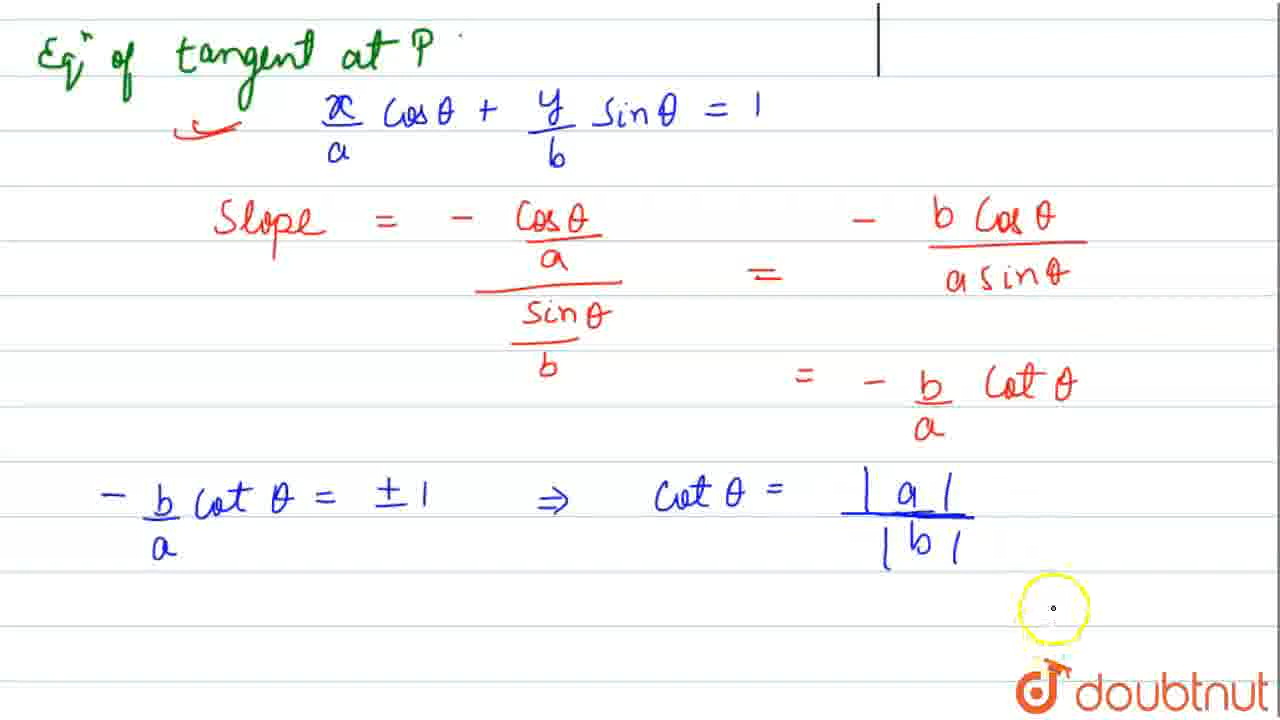 Eqⁿ of tangent at P
x/a Cosθ + y/b Sinθ = 1
Slope = - (Cosθ/a)/(Sinθ/b) = - b Cosθ/a sinθ
= - b/a Cot θ
- b/a Cot θ = ±1 ⇒ Cot θ = |a|/|b|
doubtnut